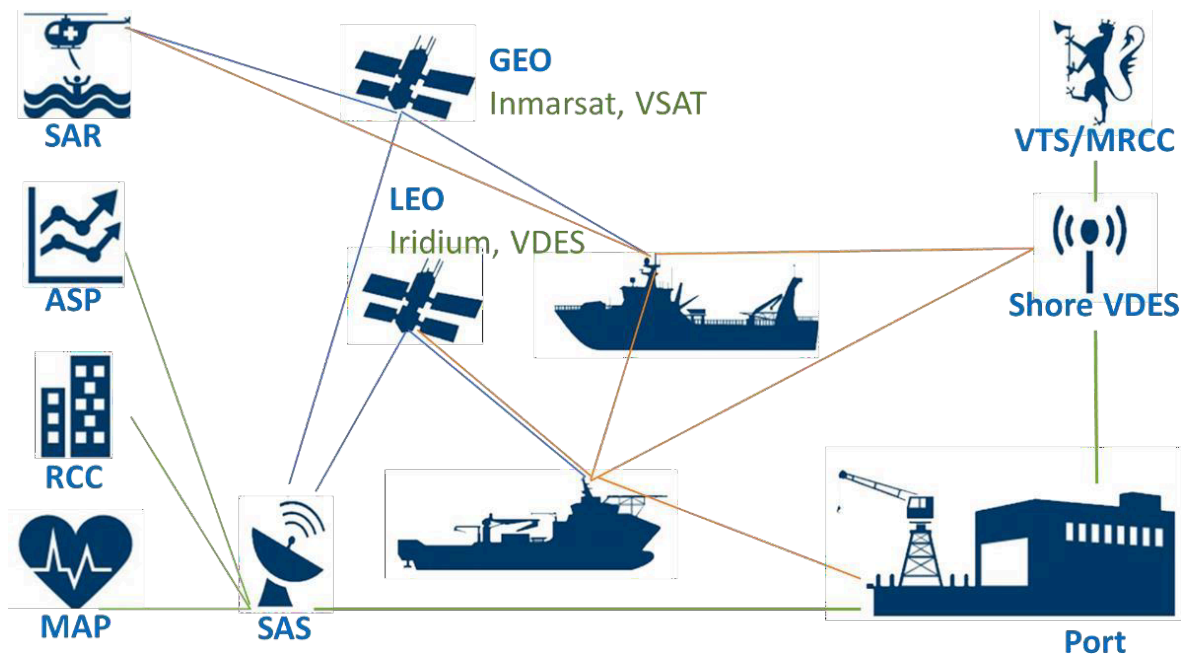 SAR
GEO
Inmarsat, VSAT
VTS/MRCC
LEO
Iridium, VDES
ASP
Shore VDES
RCC
MAP
SAS
Port